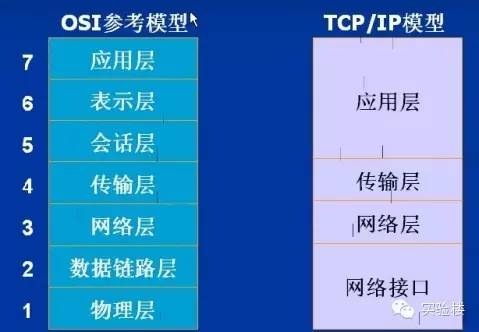 OSI参考模型
TCP/IP模型
7
应用层
6
表示层
5
会话层
4
传输层
3
网络层
2
数据链路层
1
物理层
应用层
传输层
网络层
网络接口
实验楼